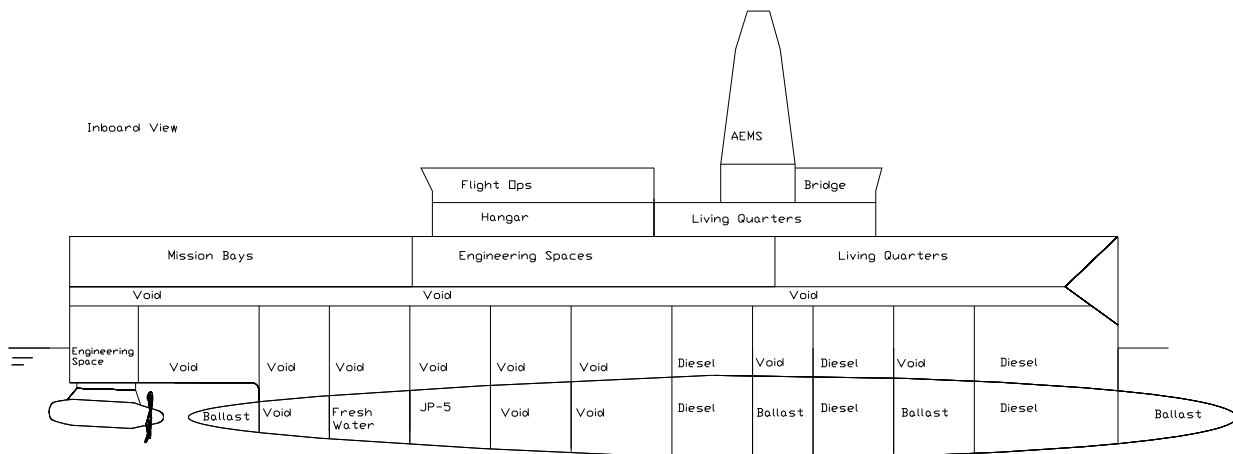 AEMS
Inboard View
Flight Ops
Bridge
Hangar
Living Quarters
Mission Bays
Engineering Spaces
Living Quarters
Void
Void
Void
Engineering
Space
Void
Void
Void
Void
Void
Void
Diesel
Void
Diesel
Void
Diesel
Ballast
Void
Fresh
Water
JP-5
Void
Void
Diesel
Ballast
Diesel
Ballast
Diesel
Ballast